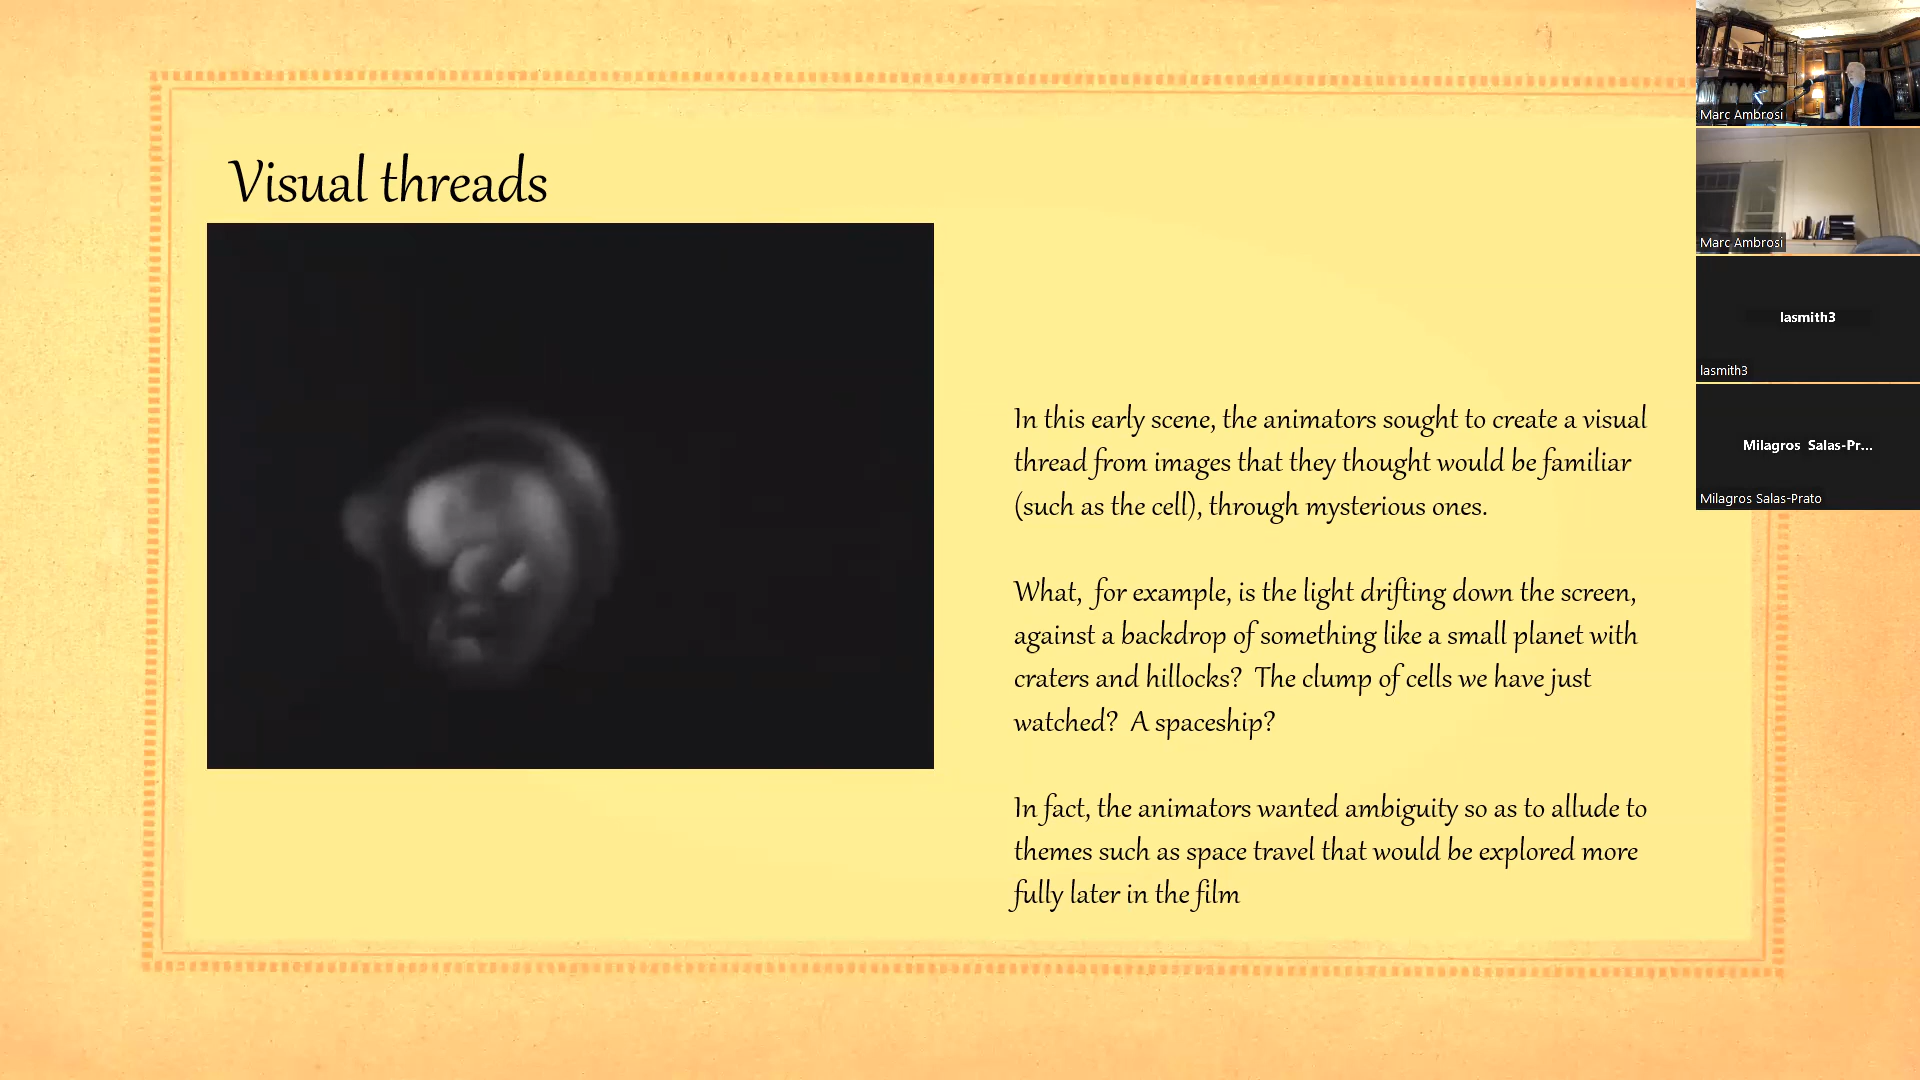 Visual threads
In this early scene, the animators sought to create a visual
thread from images that they thought would be familiar
(such as the cell), through mysterious ones.
What, for example, is the light drifting down the screen,
against a backdrop of something like a small planet with
craters and hillocks? The clump of cells we have just
watched? A spaceship?
In fact, the animators wanted ambiguity so as to allude to
themes such as space travel that would be explored more
fully later in the film
Marc Ambrosi
Marc Ambrosi
lasmith3
lasmith3
Milagros Salas-Pr...
Milagros Salas-Prato